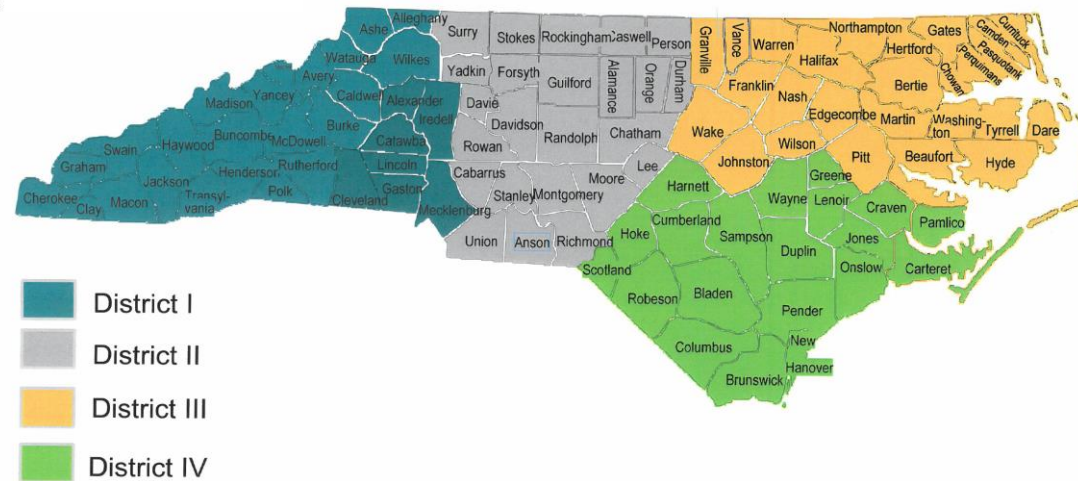 Alleghany
Ashe
Surry
Stokes
Rockingham
Caswell
Person
Granville
Vance
Warren
Northampton
Gates
Currituck
Camden
Pasquotank
Perquimans
Chowan
Hertford
Halifax
Watauga
Wilkes
Yadkin
Forsyth
Guilford
Alamance
Orange
Durham
Franklin
Nash
Bertie
Avery
Caldwell
Alexander
Iredell
Davie
Davidson
Randolph
Chatham
Wake
Edgecombe
Martin
Washing-
ton
Tyrrell
Dare
Madison
Yancey
Burke
Catawba
Rowan
Wilson
Pitt
Beaufort
Hyde
Buncombe
McDowell
Haywood
Swain
Graham
Rutherford
Lincoln
Cabarrus
Stanley
Montgomery
Moore
Lee
Johnston
Greene
Harnett
Wayne
Lenoir
Craven
Pamlico
Cherokee
Clay
Macon
Jackson
Transyl-
vania
Henderson
Polk
Cleveland
Gaston
Mecklenburg
Union
Anson
Richmond
Hoke
Cumberland
Sampson
Duplin
Jones
Onslow
Carteret
Scotland
Robeson
Bladen
Pender
Columbus
New
Hanover
Brunswick
District I
District II
District III
District IV